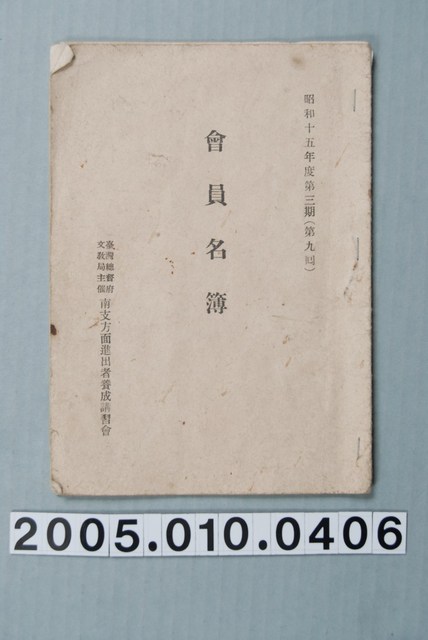 昭和十五年度第三期(第九回)
會員名簿
臺灣總督府
文教局主催
南支方面進出者養成講習會
2005.010.0406